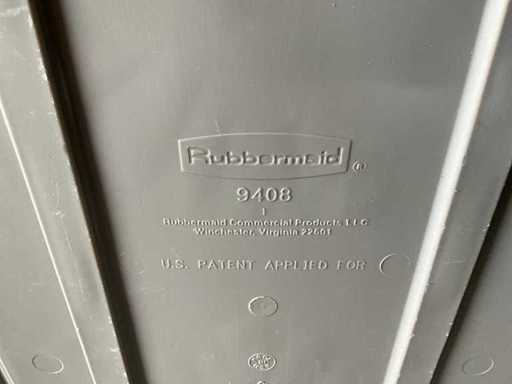 Rubbermaid®
9408
1
Rubbermaid Commercial Products LLC
Winchester, Virginia 22601
U.S. PATENT APPLIED FOR